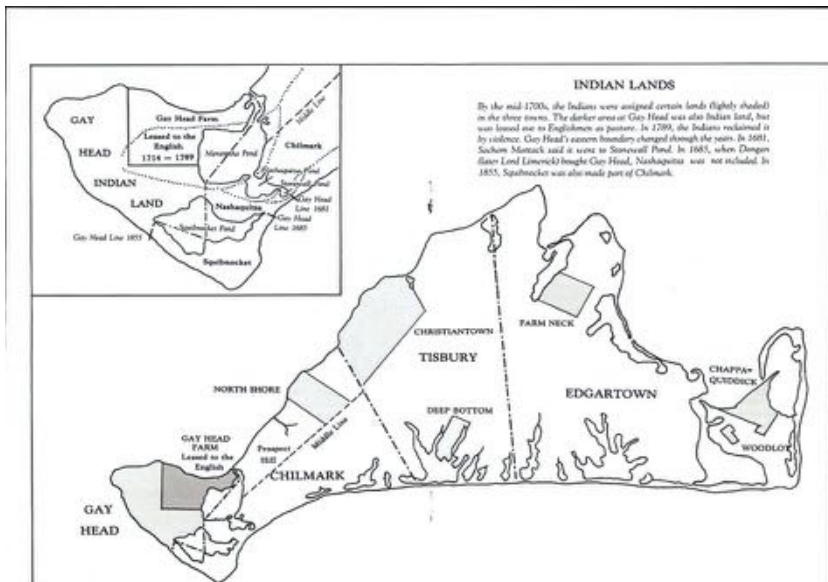 INDIAN LANDS
By the mid-1700s, the Indians were assigned certain lands (lightly shaded)
in the three towns. The darker area at Gay Head was also Indian land, but
was leased out to Englishmen as pasture. In 1789, the Indians reclaimed it
by violence. Gay Head's eastern boundary changed through the years. In 1681,
Sachem Mattack said it went to Stonewall Pond. In 1685, when Dongan
(later Lord Limerick) bought Gay Head, Nashaquitsa was not included. In
1855, Squibnocket was also made part of Chilmark.
GAY
HEAD
INDIAN
LAND
Gay Head Farm
Leased to the
English
1714 — 1789
Menemsha Pond
Middle Line
Chilmark
Nashaquitsa Pond
Stonewall Pond
Gay Head
Line 1681
Nashaquitsa
Gay Head
Line 1685
Squibnocket Pond
Gay Head Line 1855
Squibnocket
CHRISTIANTOWN
TISBURY
FARM NECK
NORTH SHORE
EDGARTOWN
CHAPPA-
QUIDDICK
DEEP BOTTOM
WOODLOT
GAY HEAD
FARM
Leased to the
English
Prospect
Hill
Middle Line
CHILMARK
GAY
HEAD